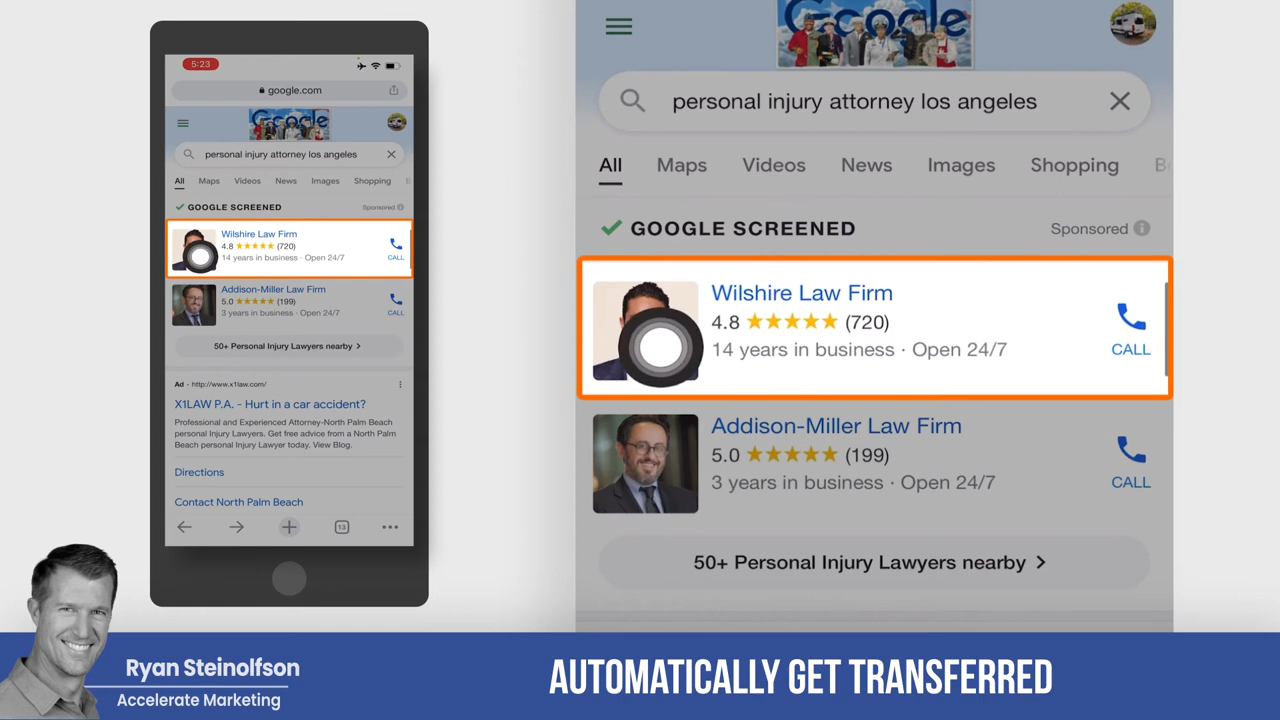 5:23
google.com
Google
personal injury attorney los angeles
All Maps Videos News Images Shopping
GOOGLE SCREENED Sponsored
Wilshire Law Firm
4.8 (720)
14 years in business · Open 24/7
CALL
Addison-Miller Law Firm
5.0 (199)
3 years in business · Open 24/7
CALL
50+ Personal Injury Lawyers nearby
Ad • http://www.x1law.com/
X1LAW P.A. - Hurt in a car accident?
Professional and Experienced Attorney-North Palm Beach
personal Injury Lawyers. Get free advice from a North Palm
Beach personal Injury Lawyer today. View Blog.
Directions
Contact North Palm Beach
13
Google
personal injury attorney los angeles
All Maps Videos News Images Shopping
GOOGLE SCREENED Sponsored
Wilshire Law Firm
4.8 (720)
14 years in business · Open 24/7
CALL
Addison-Miller Law Firm
5.0 (199)
3 years in business · Open 24/7
CALL
50+ Personal Injury Lawyers nearby
Ryan Steinolfson
Accelerate Marketing
AUTOMATICALLY GET TRANSFERRED